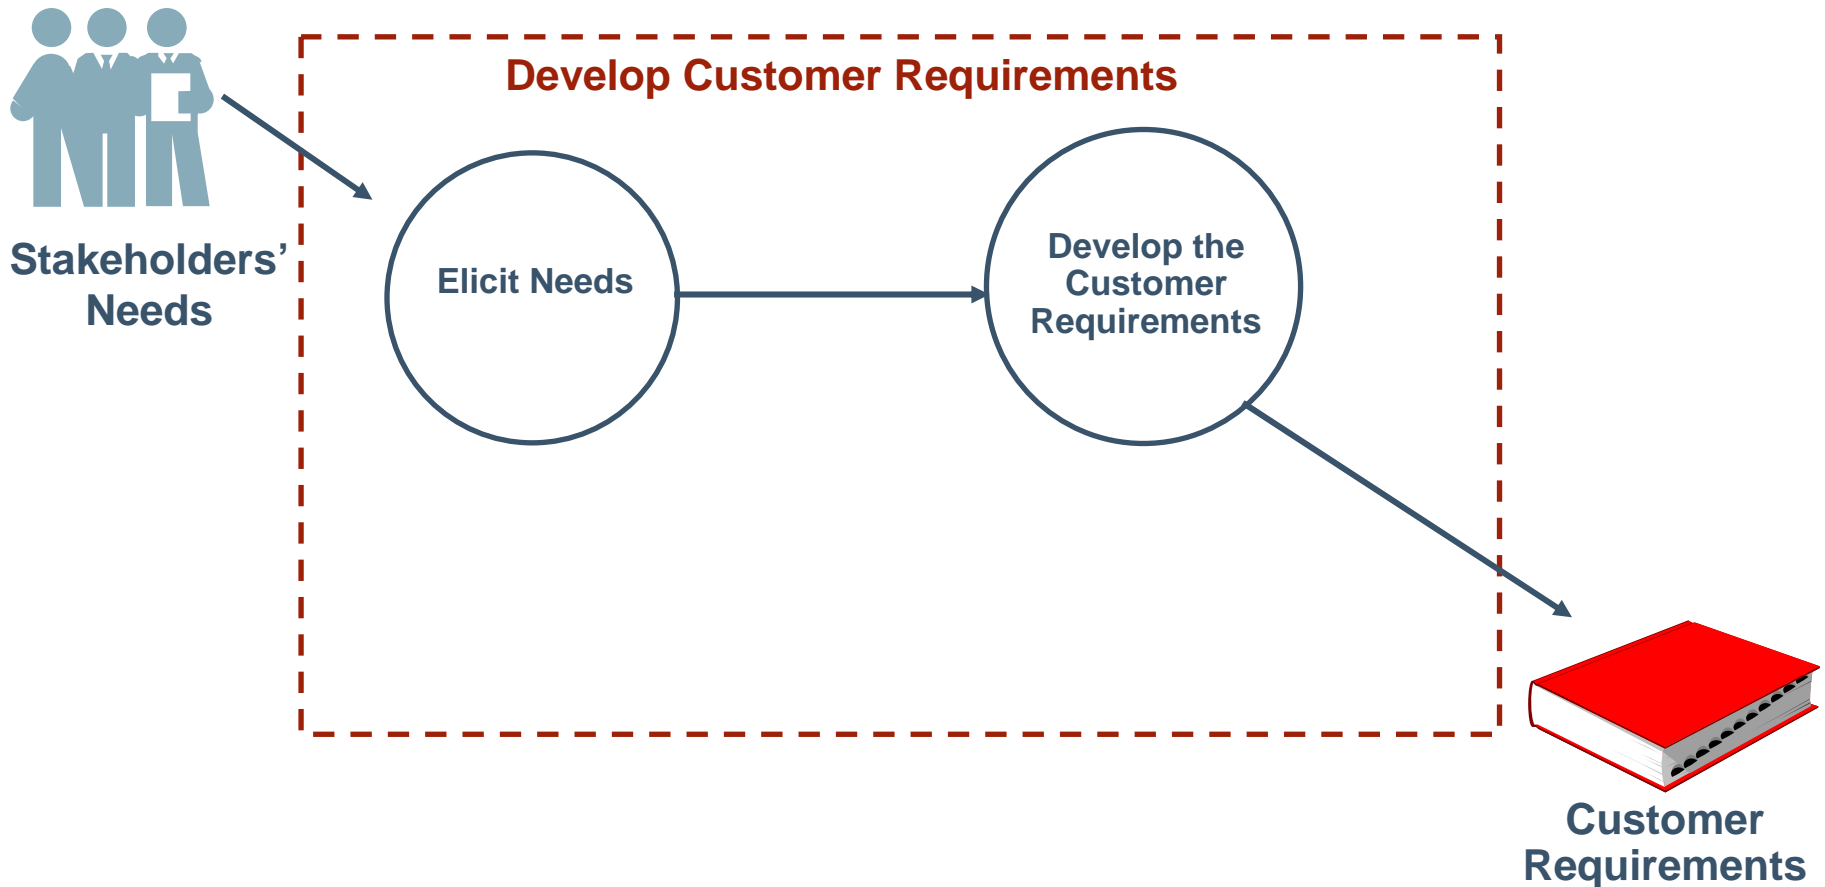 Develop Customer Requirements
Stakeholders’
Needs
Elicit Needs
Develop the
Customer
Requirements
Customer
Requirements